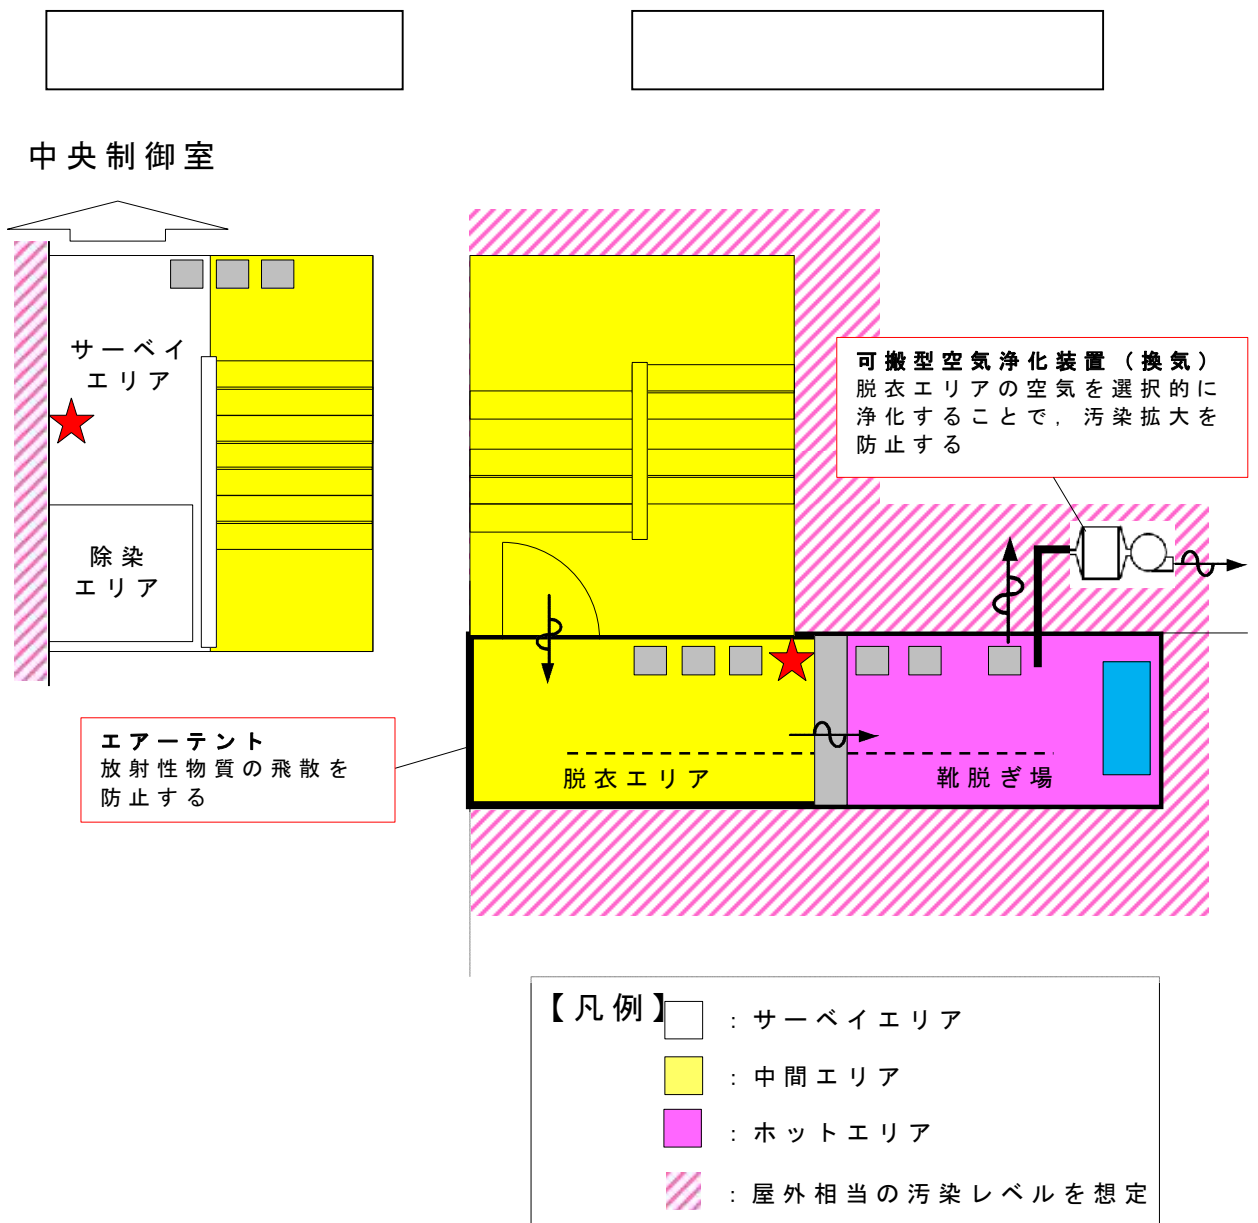 中央制御室
サーベイ
エリア
除染
エリア
可搬型空気浄化装置（換気）
脱衣エリアの空気を選択的に
浄化することで，汚染拡大を
防止する
エアーテント
放射性物質の飛散を
防止する
脱衣エリア
靴脱ぎ場
【凡例】
：サーベイエリア
：中間エリア
：ホットエリア
：屋外相当の汚染レベルを想定